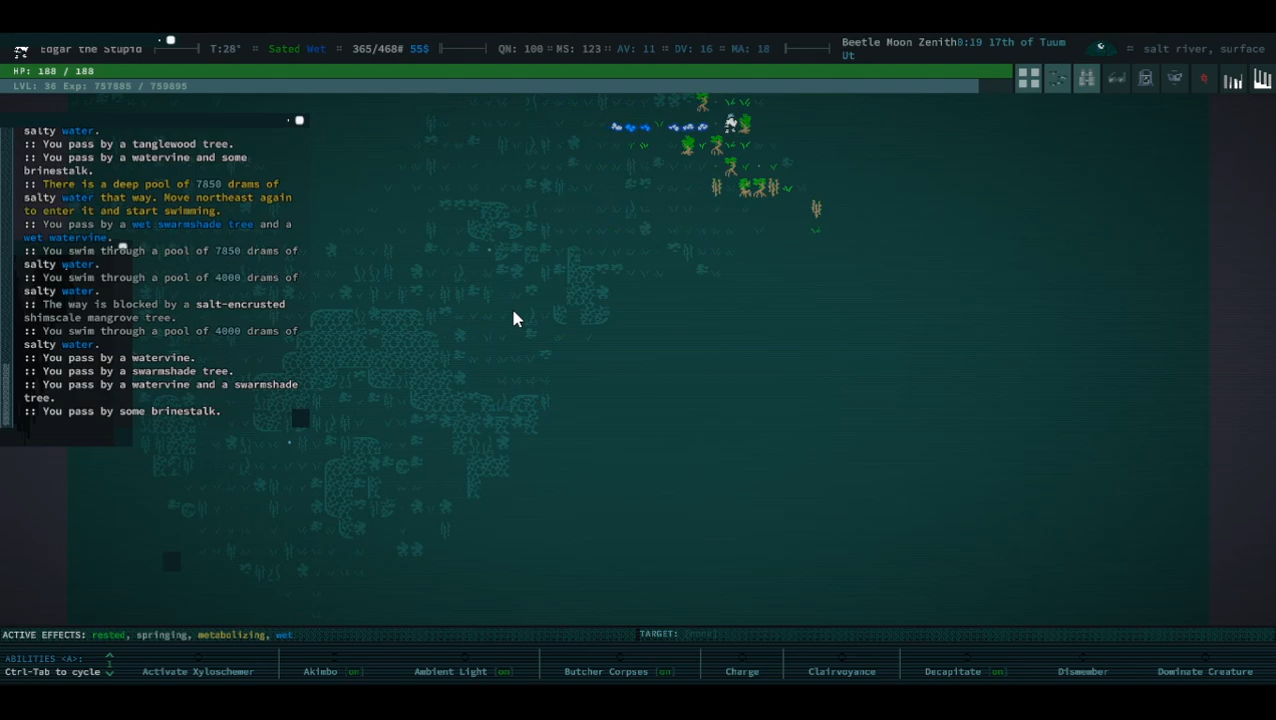 Edgar the Stupid T:28° Sated Wet 365/468# 55$ QN: 100 MS: 123 AV: 11 DV: 16 MA: 18 Beetle Moon Zenith 8:19 17th of Tuum Ut salt river, surface
HP: 188 / 188
LVL: 36 Exp: 757885 / 759895
salty water.
:: You pass by a tanglewood tree.
:: You pass by a watervine and some
brinestalk.
:: There is a deep pool of 7850 drams of
salty water that way. Move northeast again
to enter it and start swimming.
:: You pass by a wet swarmshade tree and a
wet watervine.
:: You swim through a pool of 7850 drams of
salty water.
:: You swim through a pool of 4000 drams of
salty water.
:: The way is blocked by a salt-encrusted
shimscale mangrove tree.
:: You swim through a pool of 4000 drams of
salty water.
:: You pass by a watervine.
:: You pass by a swarmshade tree.
:: You pass by a watervine and a swarmshade
tree.
:: You pass by some brinestalk.
ACTIVE EFFECTS: rested, springing, metabolizing, wet
TARGET: [none]
ABILITIES <A>: 1
Ctrl-Tab to cycle
Activate Xyloschemer
Akimbo [on]
Ambient Light [on]
Butcher Corpses [on]
Charge
Clairvoyance
Decapitate [on]
Dismember
Dominate Creature